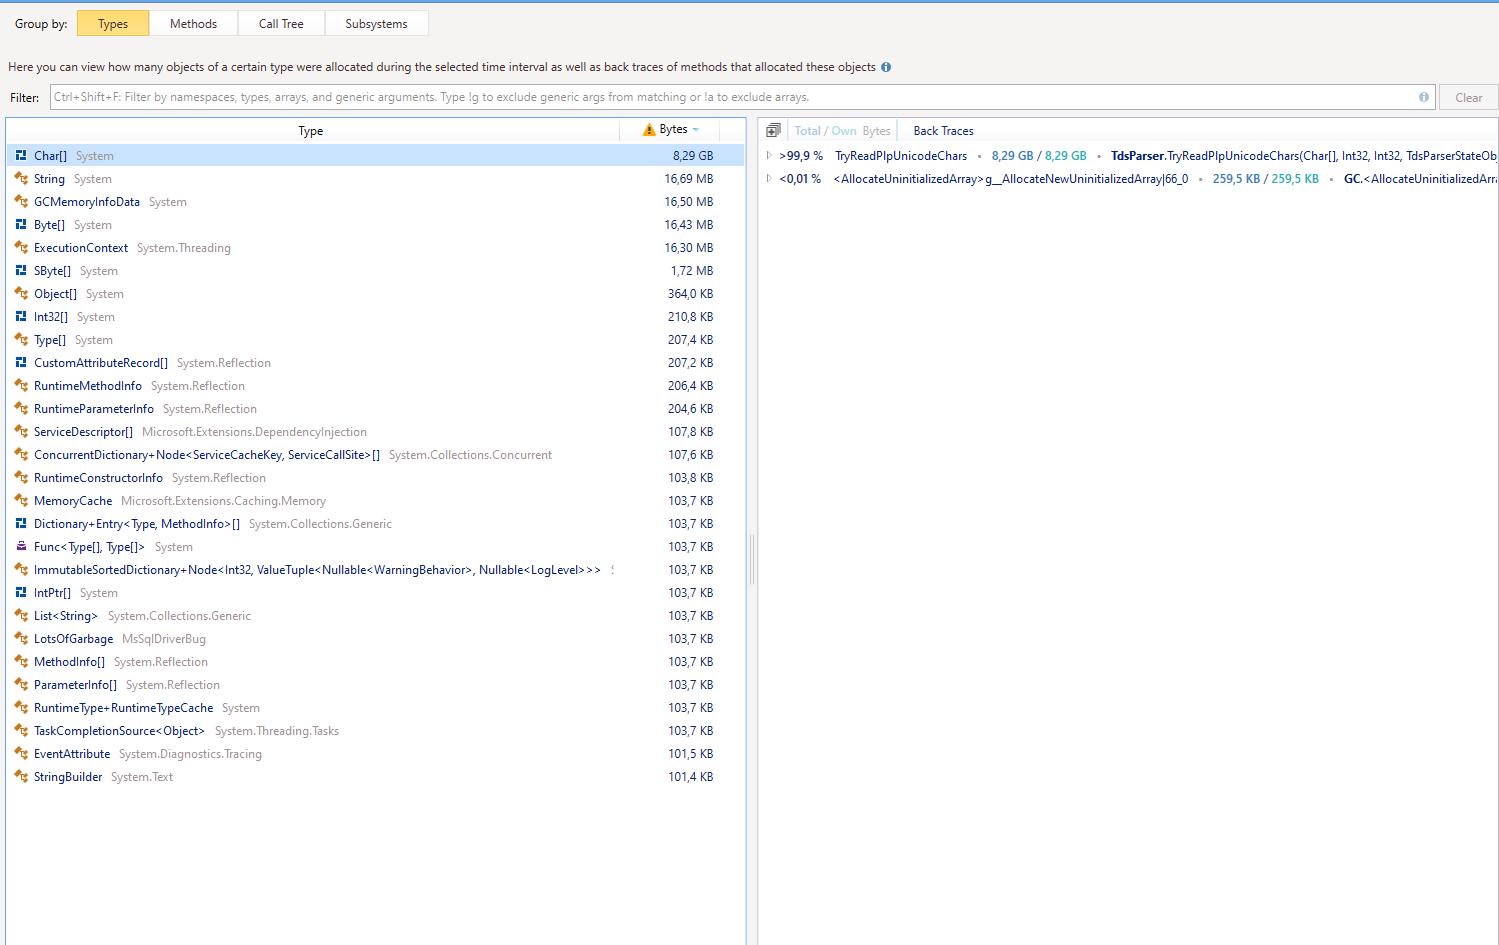 Group by: Types Methods Call Tree Subsystems
Here you can view how many objects of a certain type were allocated during the selected time interval as well as back traces of methods that allocated these objects
Filter: Ctrl+Shift+F: Filter by namespaces, types, arrays, and generic arguments. Type !g to exclude generic args from matching or !a to exclude arrays. Clear
Type Bytes
Char[] System 8,29 GB
String System 16,69 MB
GCMemoryInfoData System 16,50 MB
Byte[] System 16,43 MB
ExecutionContext System.Threading 16,30 MB
SByte[] System 1,72 MB
Object[] System 364,0 KB
Int32[] System 210,8 KB
Type[] System 207,4 KB
CustomAttributeRecord[] System.Reflection 207,2 KB
RuntimeMethodInfo System.Reflection 206,4 KB
RuntimeParameterInfo System.Reflection 204,6 KB
ServiceDescriptor[] Microsoft.Extensions.DependencyInjection 107,8 KB
ConcurrentDictionary+Node<ServiceCacheKey, ServiceCallSite>[] System.Collections.Concurrent 107,6 KB
RuntimeConstructorInfo System.Reflection 103,8 KB
MemoryCache Microsoft.Extensions.Caching.Memory 103,7 KB
Dictionary+Entry<Type, MethodInfo>[] System.Collections.Generic 103,7 KB
Func<Type[], Type[]> System 103,7 KB
ImmutableSortedDictionary+Node<Int32, ValueTuple<Nullable<WarningBehavior>, Nullable<LogLevel>>> 103,7 KB
IntPtr[] System 103,7 KB
List<String> System.Collections.Generic 103,7 KB
LotsOfGarbage MsSqlDriverBug 103,7 KB
MethodInfo[] System.Reflection 103,7 KB
ParameterInfo[] System.Reflection 103,7 KB
RuntimeType+RuntimeTypeCache System 103,7 KB
TaskCompletionSource<Object> System.Threading.Tasks 103,7 KB
EventAttribute System.Diagnostics.Tracing 101,5 KB
StringBuilder System.Text 101,4 KB
Total / Own Bytes Back Traces
>99,9 % TryReadPlpUnicodeChars • 8,29 GB / 8,29 GB • TdsParser.TryReadPlpUnicodeChars(Char[], Int32, Int32, TdsParserStateOb
<0,01 % <AllocateUninitializedArray>g__AllocateNewUninitializedArray|66_0 • 259,5 KB / 259,5 KB • GC.<AllocateUninitializedArra